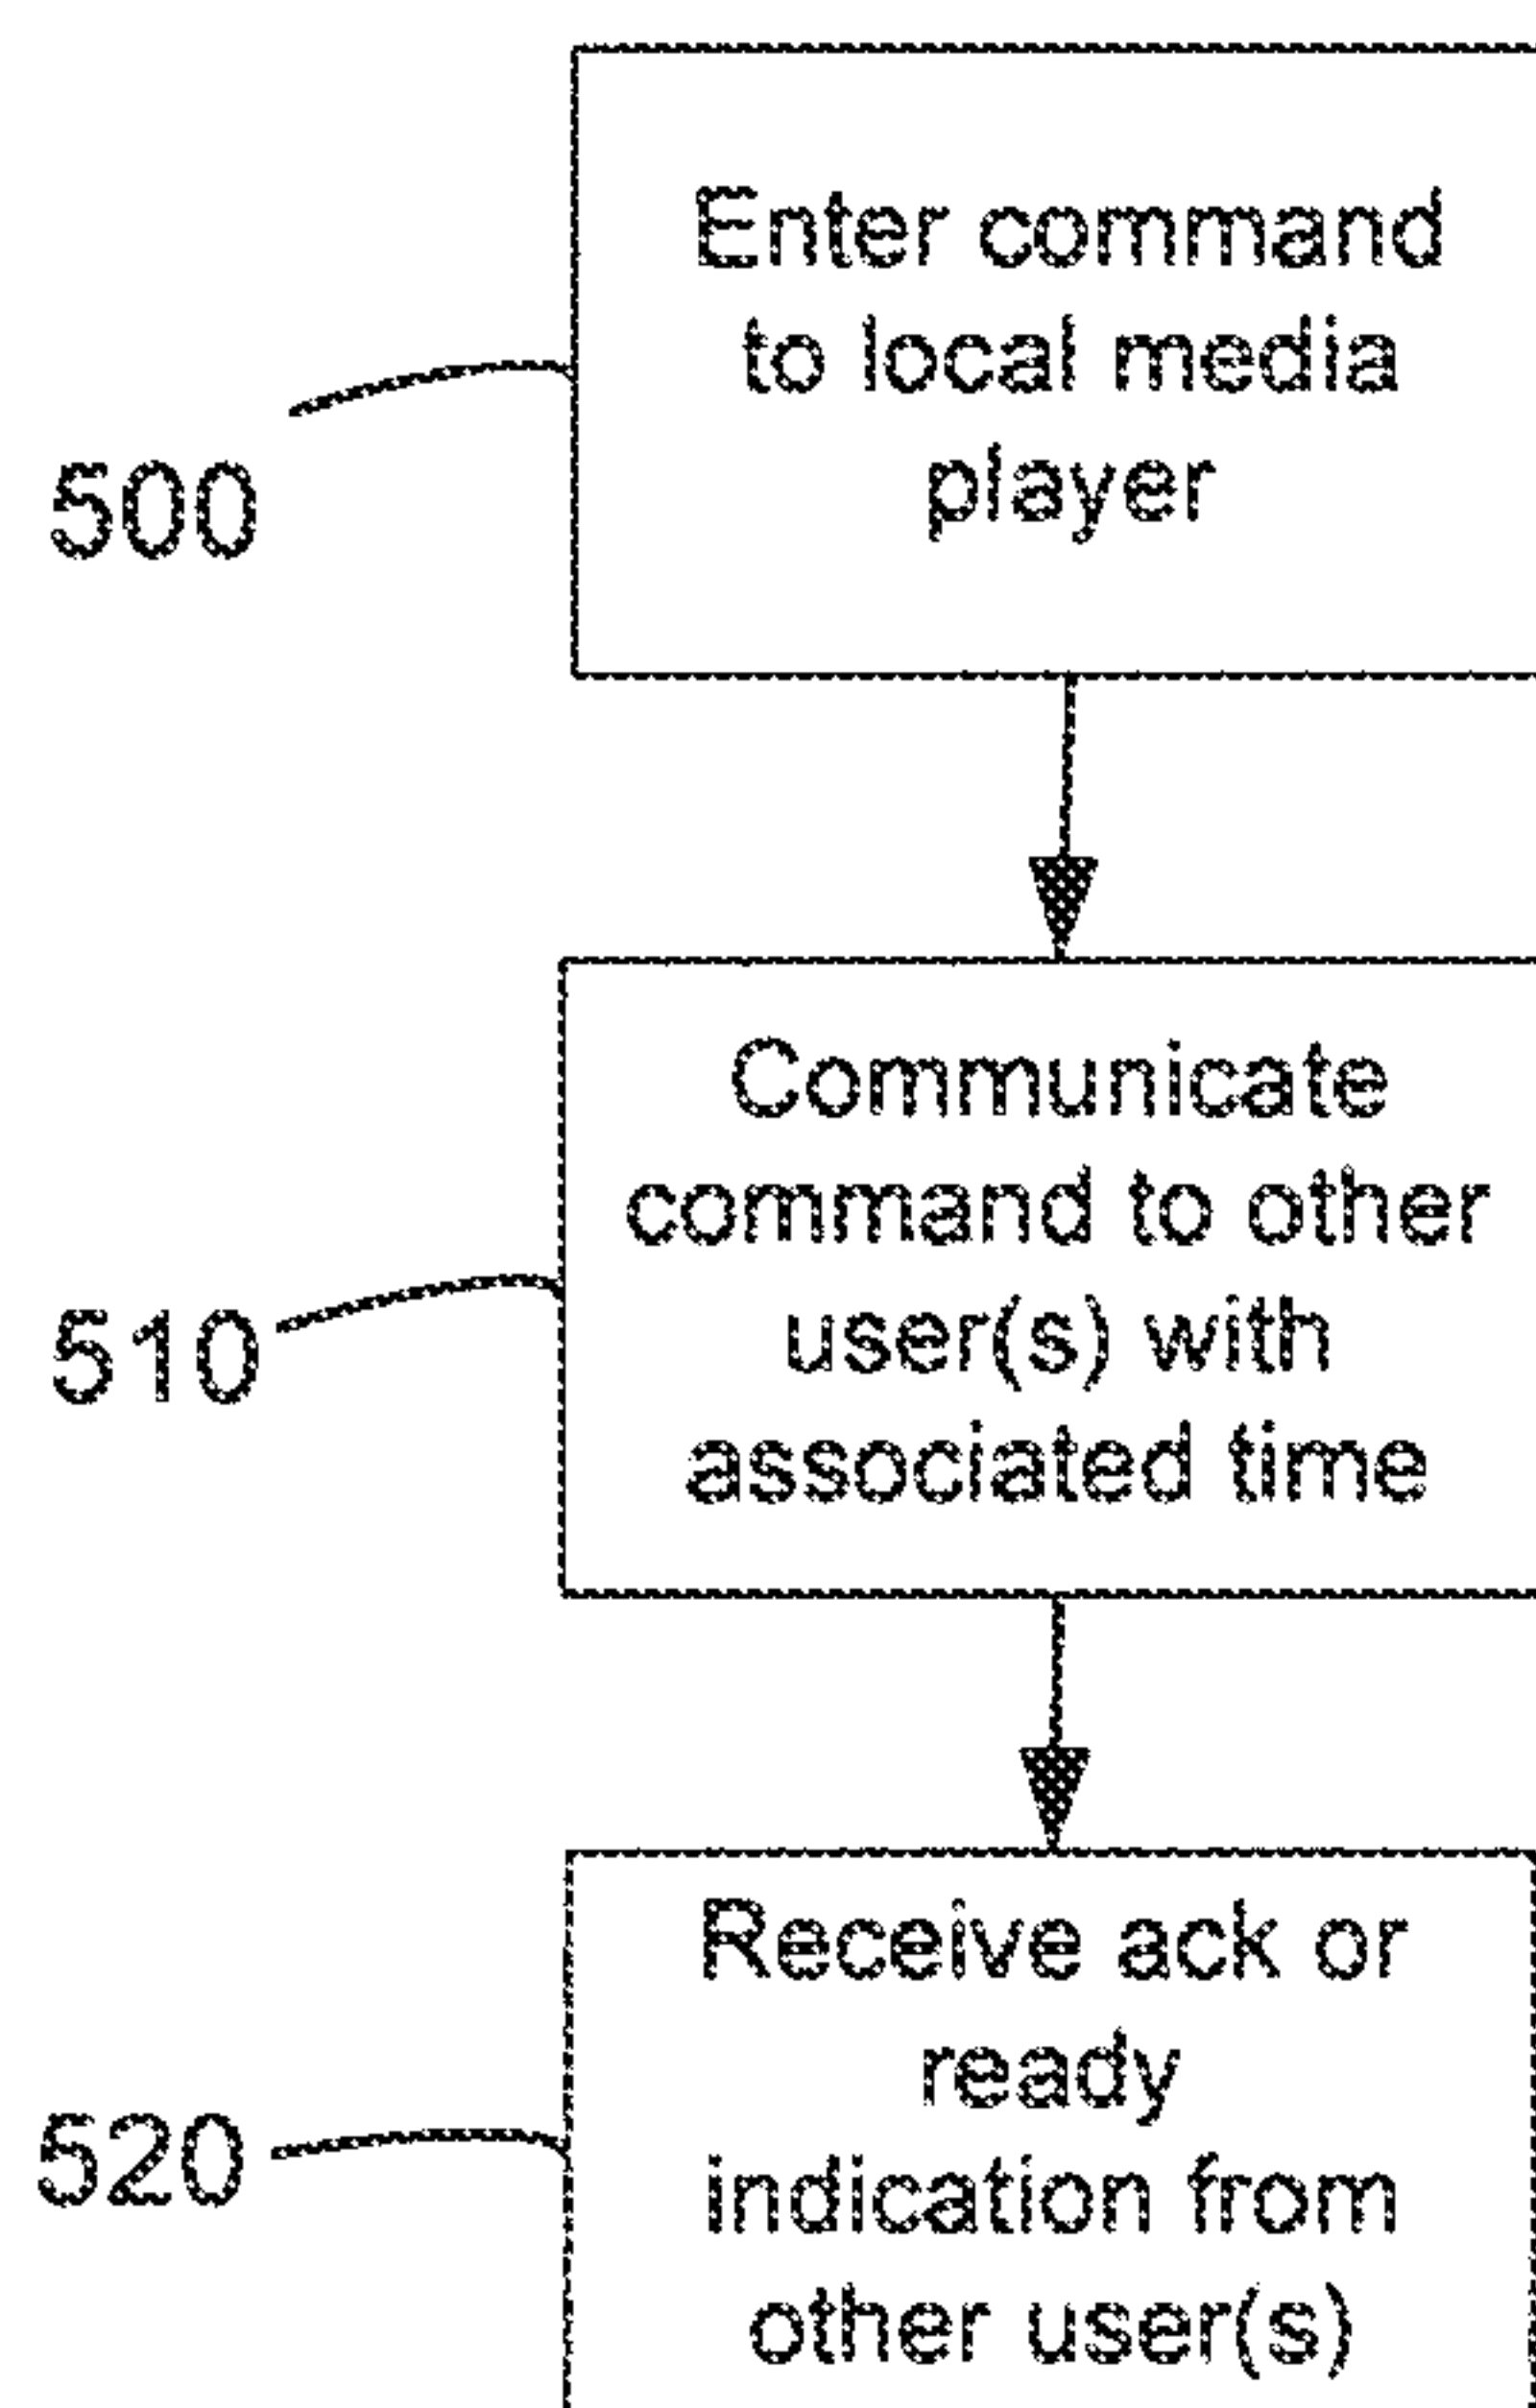 Enter command
to local media
player
500
Communicate
command to other
user(s) with
associated time
510
Receive ack or
ready
indication from
other user(s)
520